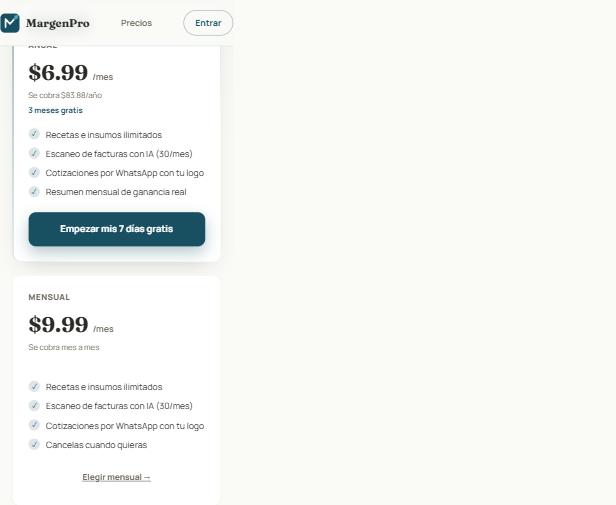 MargenPro
Precios
Entrar
ANUAL
$6.99 /mes
Se cobra $83.88/año
3 meses gratis
Recetas e insumos ilimitados
Escaneo de facturas con IA (30/mes)
Cotizaciones por WhatsApp con tu logo
Resumen mensual de ganancia real
Empezar mis 7 días gratis
MENSUAL
$9.99 /mes
Se cobra mes a mes
Recetas e insumos ilimitados
Escaneo de facturas con IA (30/mes)
Cotizaciones por WhatsApp con tu logo
Cancelas cuando quieras
Elegir mensual →